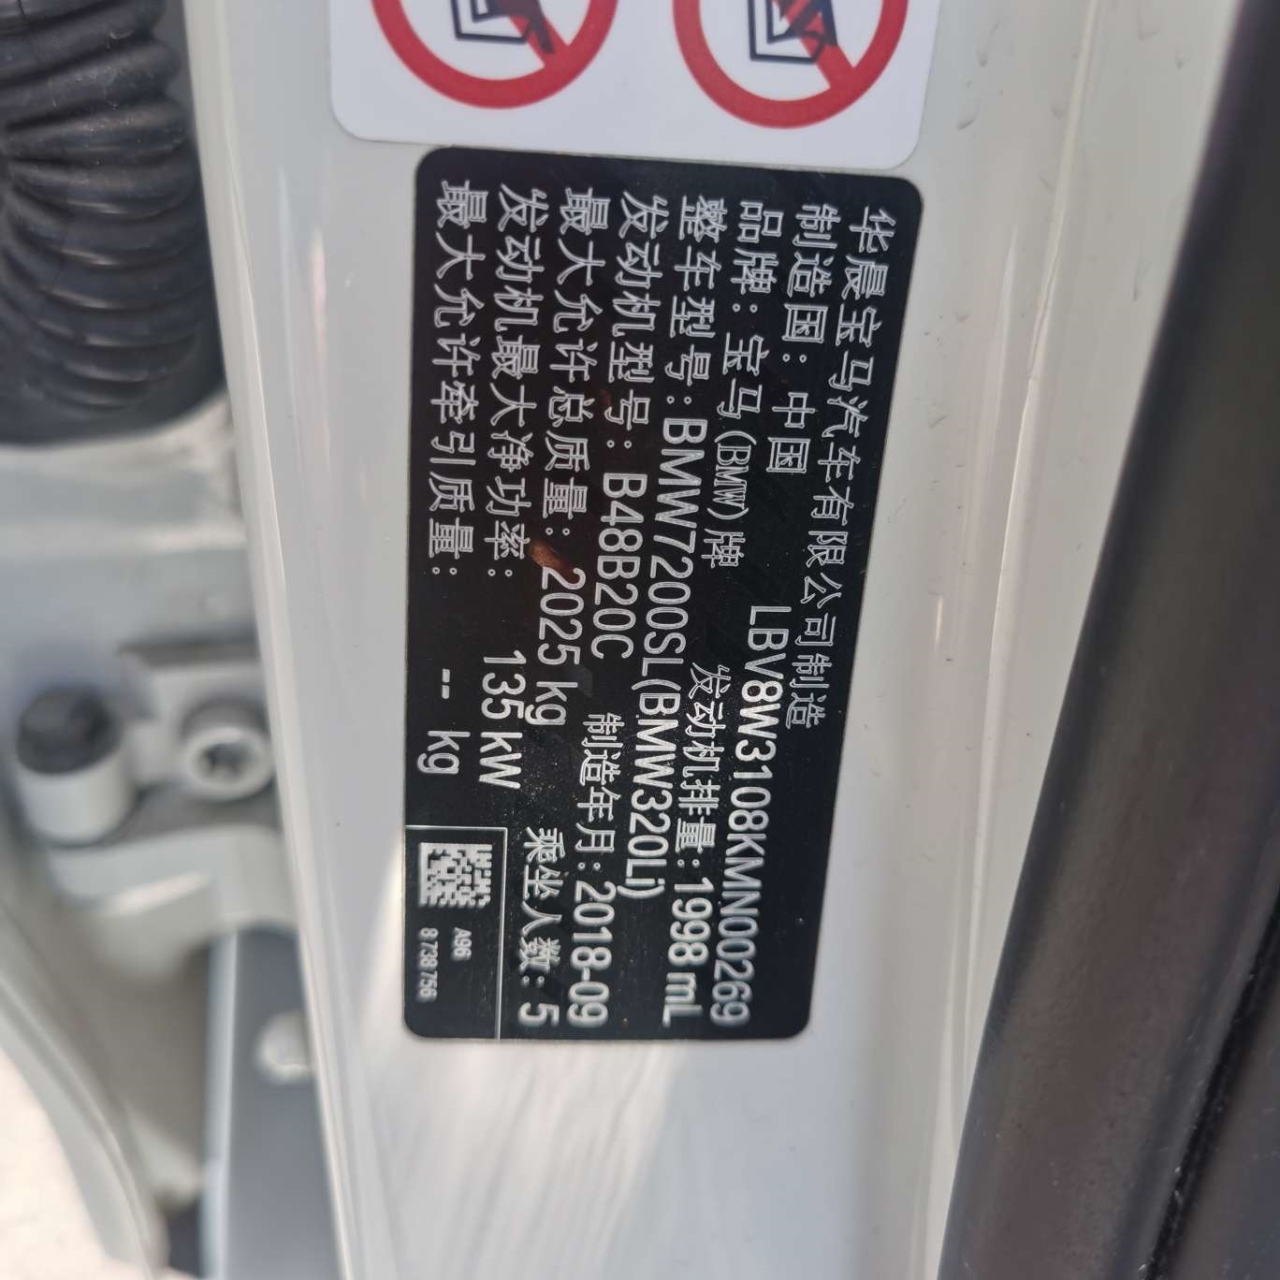 华晨宝马汽车有限公司制造
制造国：中国 LBV8W3108KMN00269
品牌：宝马(BMW)牌 发动机排量：1998 mL
整车型号：BMW7200SL(BMW320Li)
发动机型号：B48B20C 制造年月：2018-09
最大允许总质量：2025 kg 乘坐人数：5
发动机最大净功率：135 kW
最大允许牵引质量：-- kg
A96
8 738 756